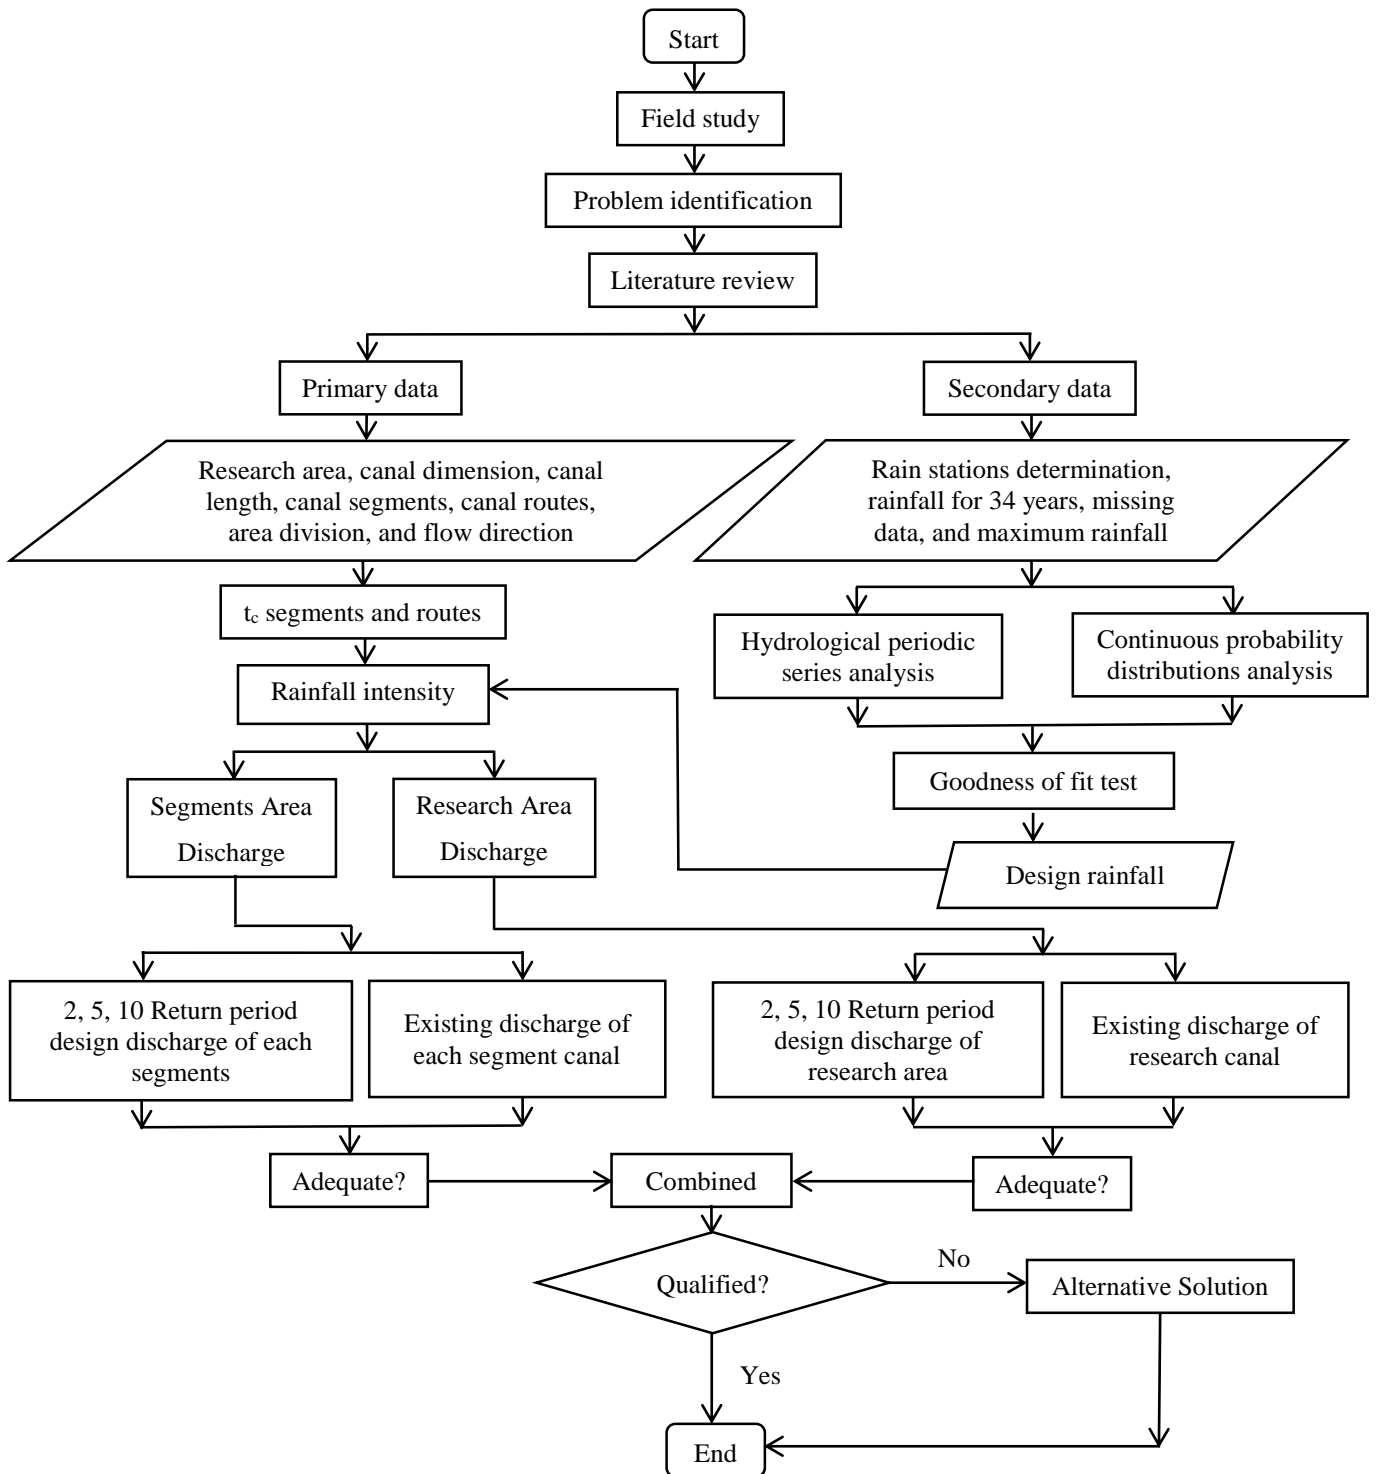 Start
Field study
Problem identification
Literature review
Primary data
Secondary data
Research area, canal dimension, canal
length, canal segments, canal routes,
area division, and flow direction
Rain stations determination,
rainfall for 34 years, missing
data, and maximum rainfall
tc segments and routes
Hydrological periodic
series analysis
Continuous probability
distributions analysis
Rainfall intensity
Goodness of fit test
Segments Area
Discharge
Research Area
Discharge
Design rainfall
2, 5, 10 Return period
design discharge of each
segments
Existing discharge of
each segment canal
2, 5, 10 Return period
design discharge of
research area
Existing discharge of
research canal
Adequate?
Combined
Adequate?
Qualified?
No
Alternative Solution
Yes
End